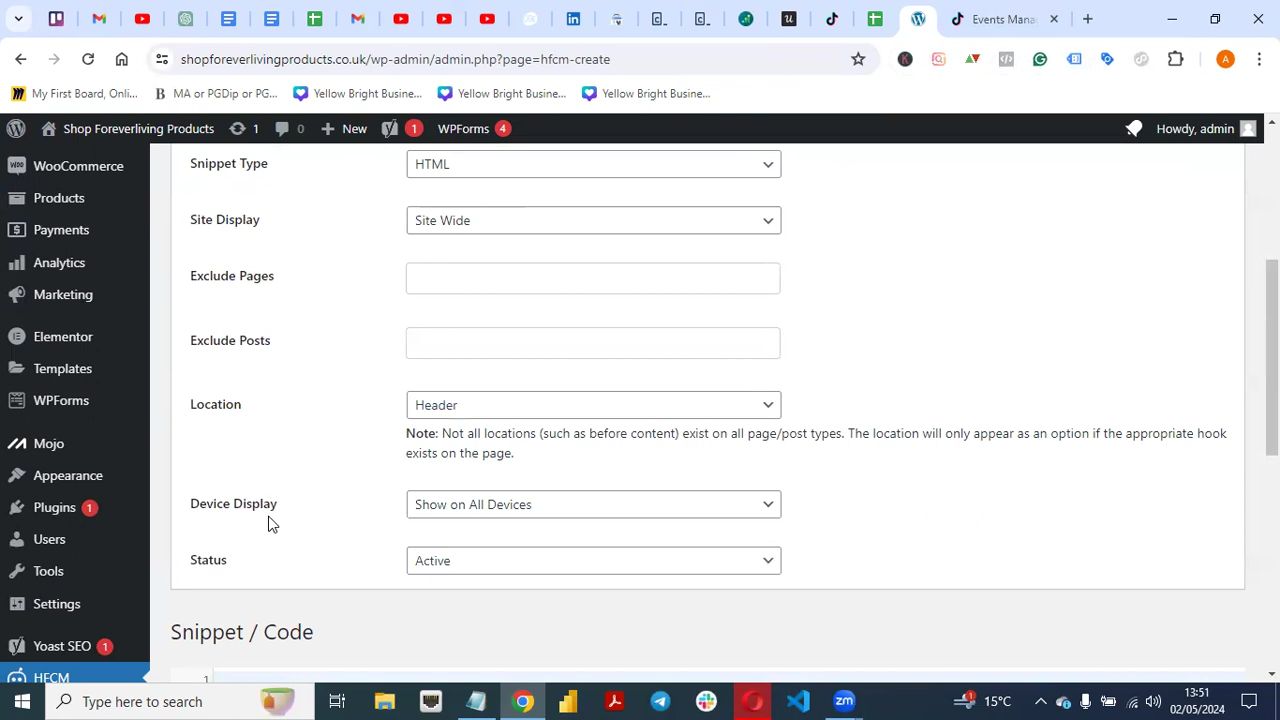 Events Mana
shopforeverlivingproducts.co.uk/wp-admin/admin.php?page=hfcm-create
My First Board, Onli...
MA or PGDip or PG...
Yellow Bright Busine...
Yellow Bright Busine...
Yellow Bright Busine...
Shop Foreverliving Products
1
0
New
1
WPForms 4
Howdy, admin
WooCommerce
Products
Payments
Analytics
Marketing
Elementor
Templates
WPForms
Mojo
Appearance
Plugins 1
Users
Tools
Settings
Yoast SEO 1
HFCM
Snippet Type
HTML
Site Display
Site Wide
Exclude Pages
Exclude Posts
Location
Header
Note: Not all locations (such as before content) exist on all page/post types. The location will only appear as an option if the appropriate hook
exists on the page.
Device Display
Show on All Devices
Status
Active
Snippet / Code
1
Type here to search
15°C
13:51
02/05/2024